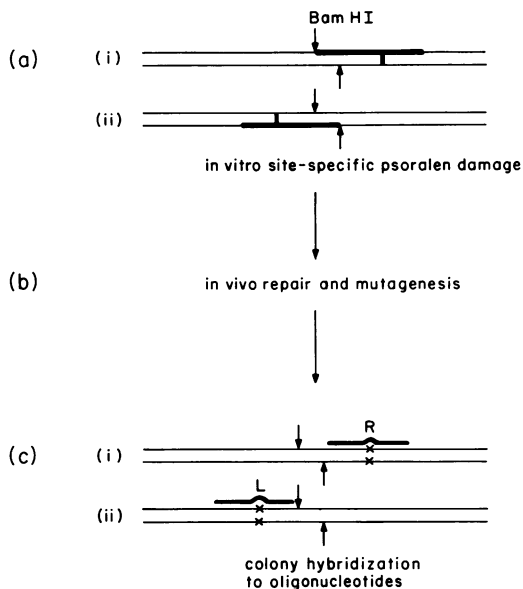 Bam HI
(a) (i)
(ii)
in vitro site-specific psoralen damage
(b) in vivo repair and mutagenesis
R
(c) (i)
L
(ii)
colony hybridization
to oligonucleotides